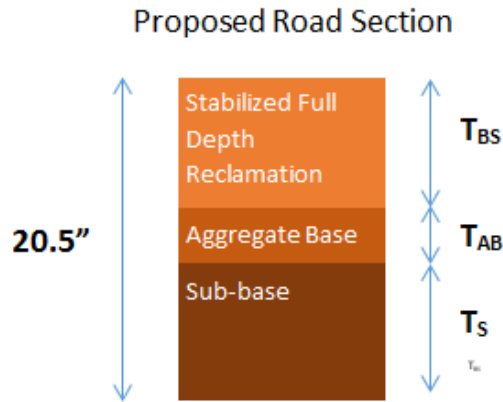 Proposed Road Section
Stabilized Full
Depth
Reclamation
TBS
20.5”
Aggregate Base
TAB
Sub-base
TS